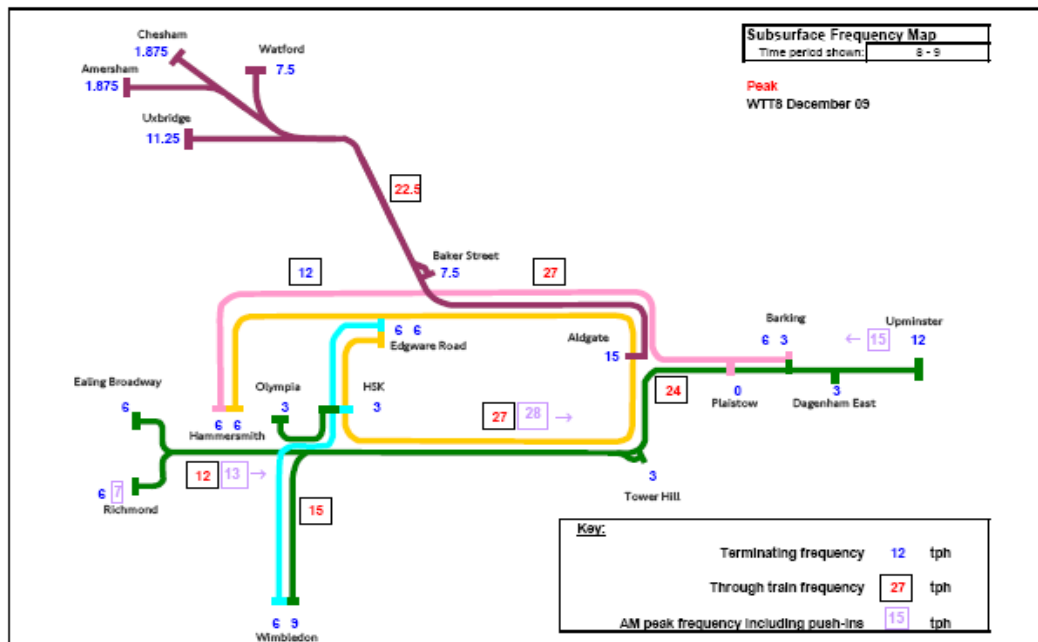 Subsurface Frequency Map
Time period shown: 8 - 9
Peak
WTT8 December 09
Chesham
1.875
Watford
7.5
Amersham
1.875
Uxbridge
11.25
22.5
Baker Street
7.5
12
27
Barking
6 3
Upminster
← 15
12
6 6
Edgware Road
Aldgate
15
Ealing Broadway
6
Olympia
3
HSK
3
24
0
Plaistow
3
Dagenham East
6 6
Hammersmith
27 28 →
12 13 →
6 7
Richmond
3
Tower Hill
15
6 9
Wimbledon
Key:
Terminating frequency 12 tph
Through train frequency 27 tph
AM peak frequency including push-ins 15 tph